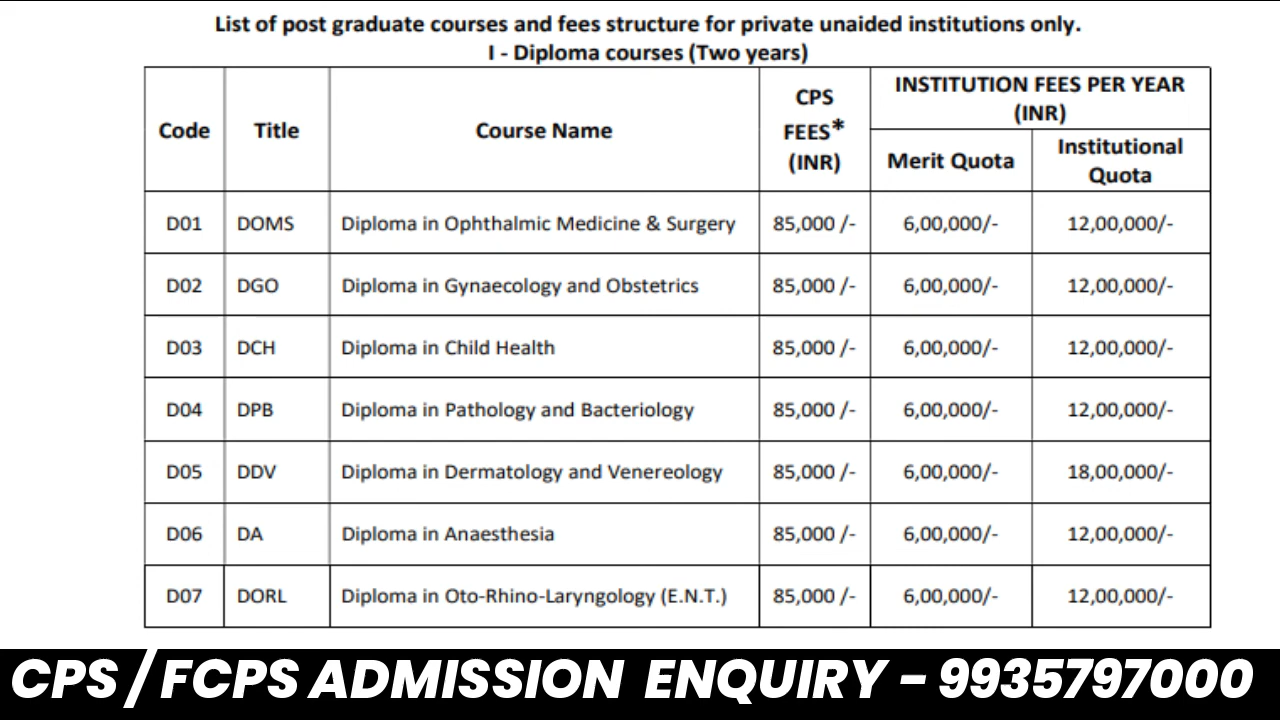 List of post graduate courses and fees structure for private unaided institutions only.
I - Diploma courses (Two years)
Code Title Course Name CPS FEES* (INR) INSTITUTION FEES PER YEAR (INR)
Merit Quota Institutional Quota
D01 DOMS Diploma in Ophthalmic Medicine & Surgery 85,000 /- 6,00,000/- 12,00,000/-
D02 DGO Diploma in Gynaecology and Obstetrics 85,000 /- 6,00,000/- 12,00,000/-
D03 DCH Diploma in Child Health 85,000 /- 6,00,000/- 12,00,000/-
D04 DPB Diploma in Pathology and Bacteriology 85,000 /- 6,00,000/- 12,00,000/-
D05 DDV Diploma in Dermatology and Venereology 85,000 /- 6,00,000/- 18,00,000/-
D06 DA Diploma in Anaesthesia 85,000 /- 6,00,000/- 12,00,000/-
D07 DORL Diploma in Oto-Rhino-Laryngology (E.N.T.) 85,000 /- 6,00,000/- 12,00,000/-
CPS/FCPS ADMISSION ENQUIRY - 9935797000